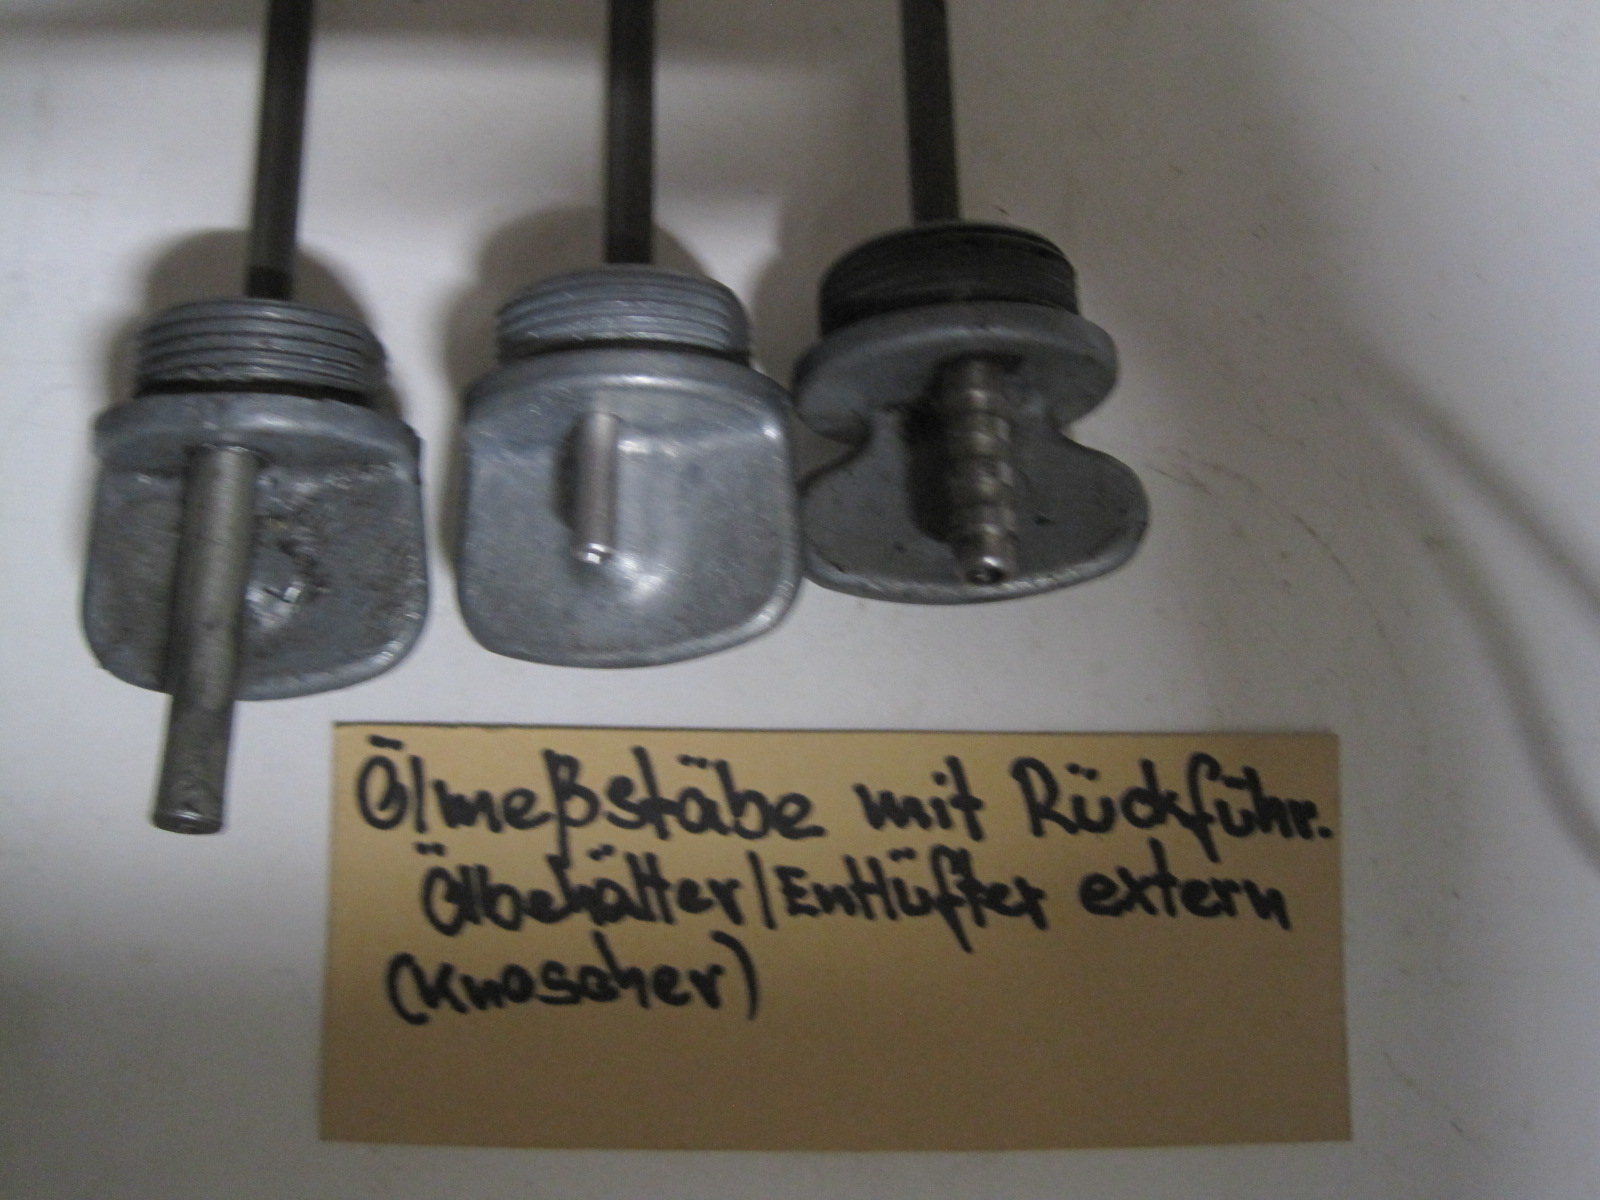 Ölmeßstäbe mit Rückführ.
Ölbehälter/Entlüfter extern
(Knoscher)